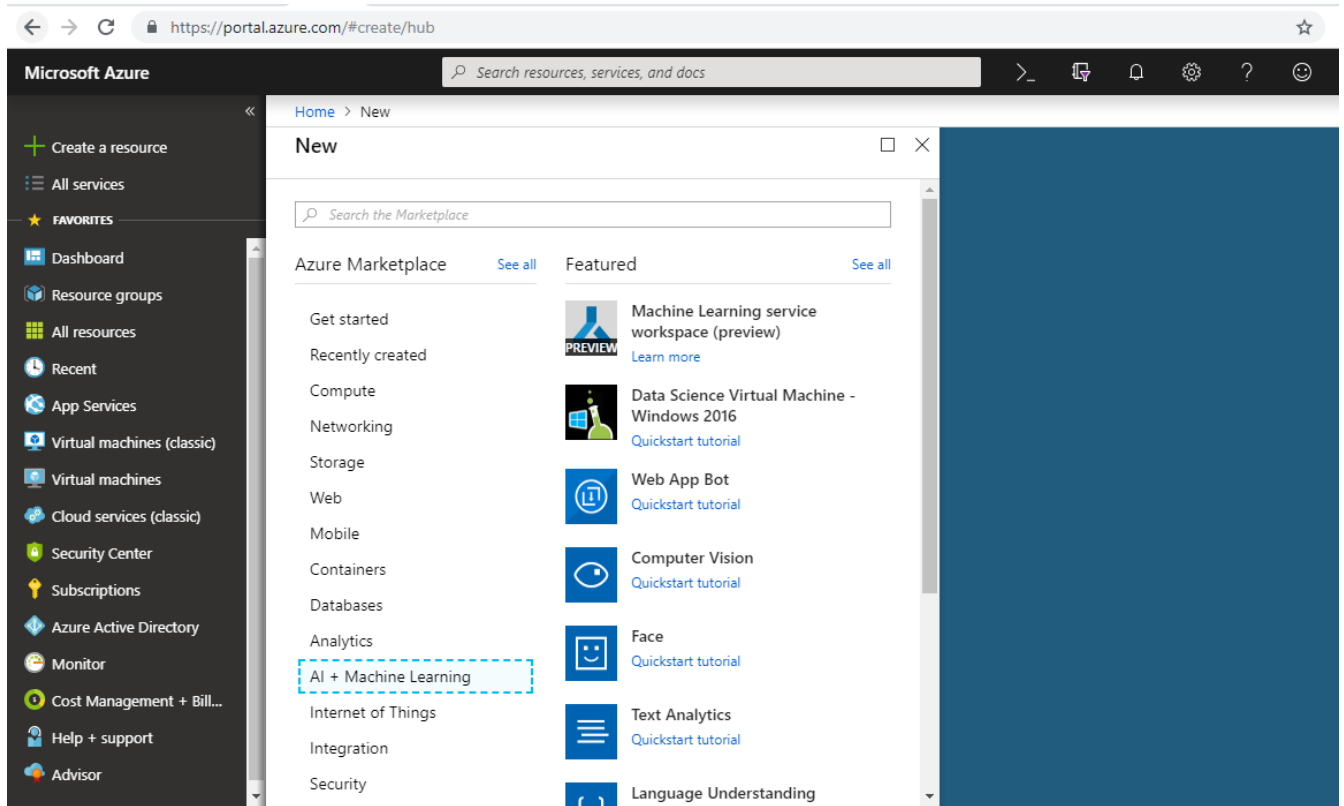 https://portal.azure.com/#create/hub
Microsoft Azure
Search resources, services, and docs
Create a resource
All services
FAVORITES
Dashboard
Resource groups
All resources
Recent
App Services
Virtual machines (classic)
Virtual machines
Cloud services (classic)
Security Center
Subscriptions
Azure Active Directory
Monitor
Cost Management + Bill...
Help + support
Advisor
Home > New
New
Search the Marketplace
Azure Marketplace
See all
Get started
Recently created
Compute
Networking
Storage
Web
Mobile
Containers
Databases
Analytics
AI + Machine Learning
Internet of Things
Integration
Security
Featured
See all
PREVIEW
Machine Learning service
workspace (preview)
Learn more
Data Science Virtual Machine -
Windows 2016
Quickstart tutorial
Web App Bot
Quickstart tutorial
Computer Vision
Quickstart tutorial
Face
Quickstart tutorial
Text Analytics
Quickstart tutorial
Language Understanding